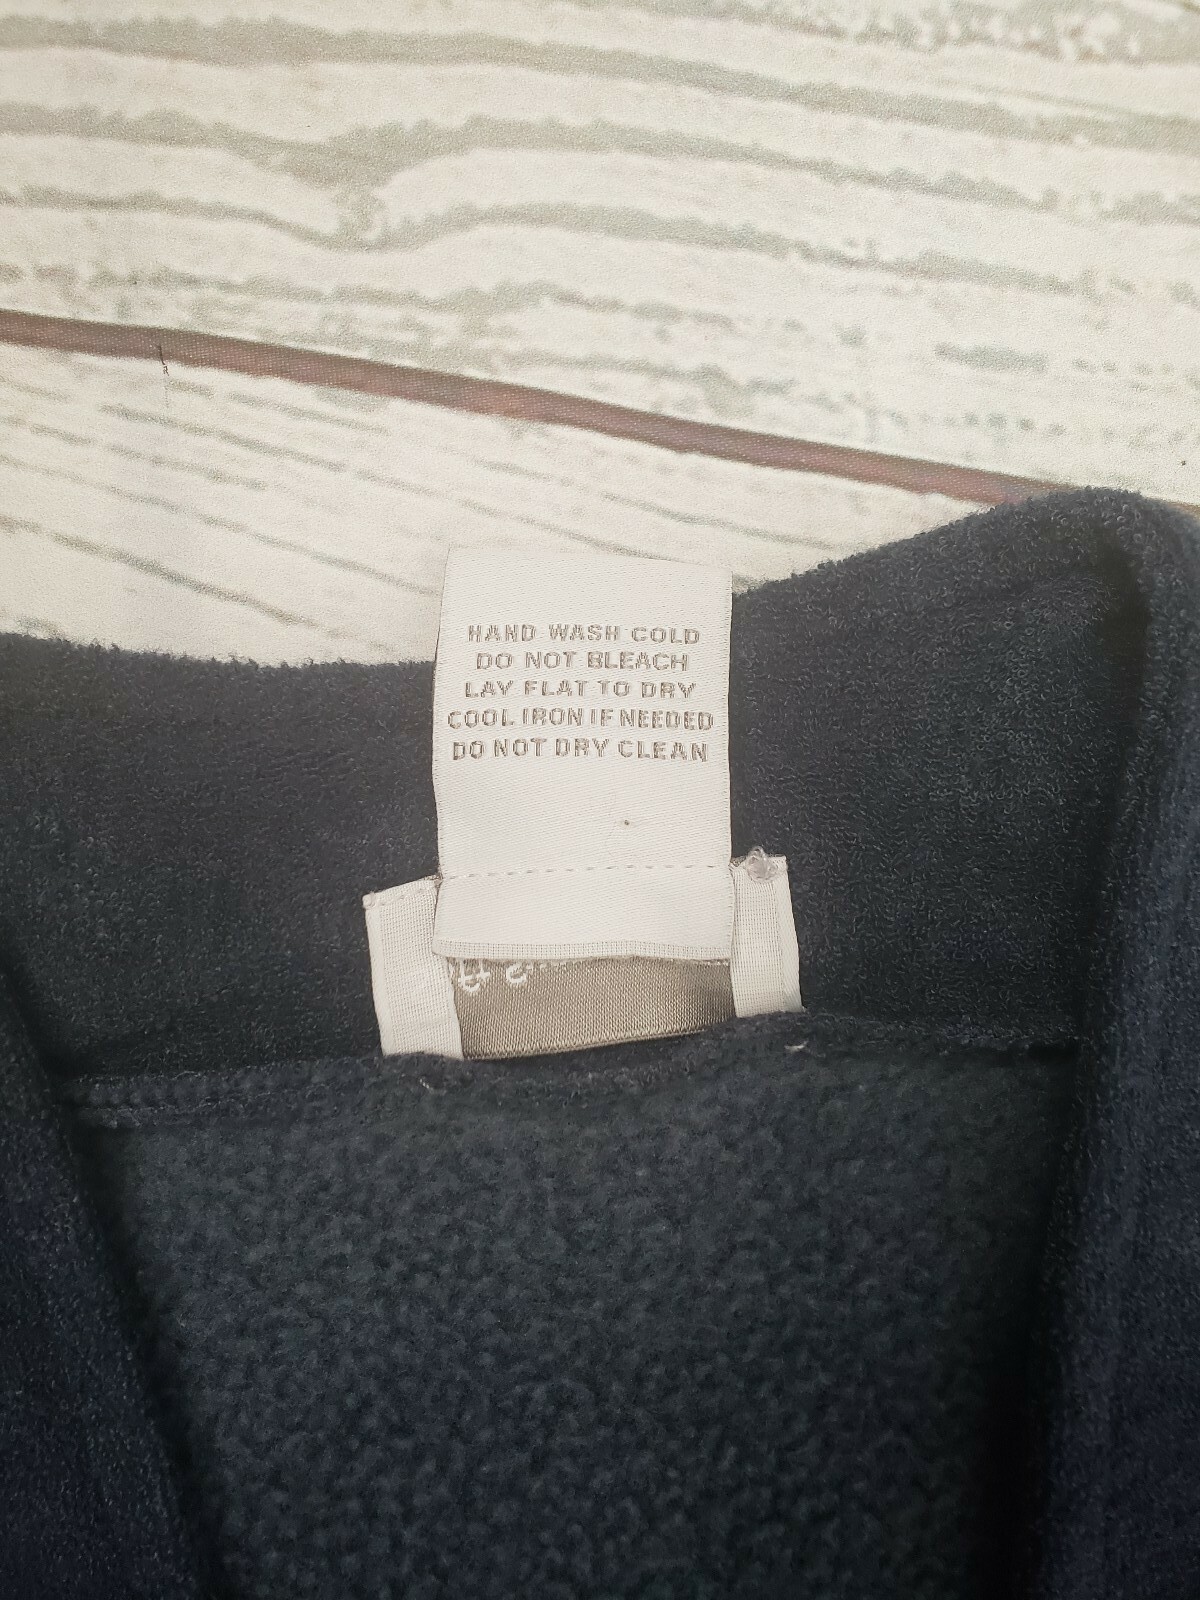 HAND WASH COLD
DO NOT BLEACH
LAY FLAT TO DRY
COOL IRON IF NEEDED
DO NOT DRY CLEAN